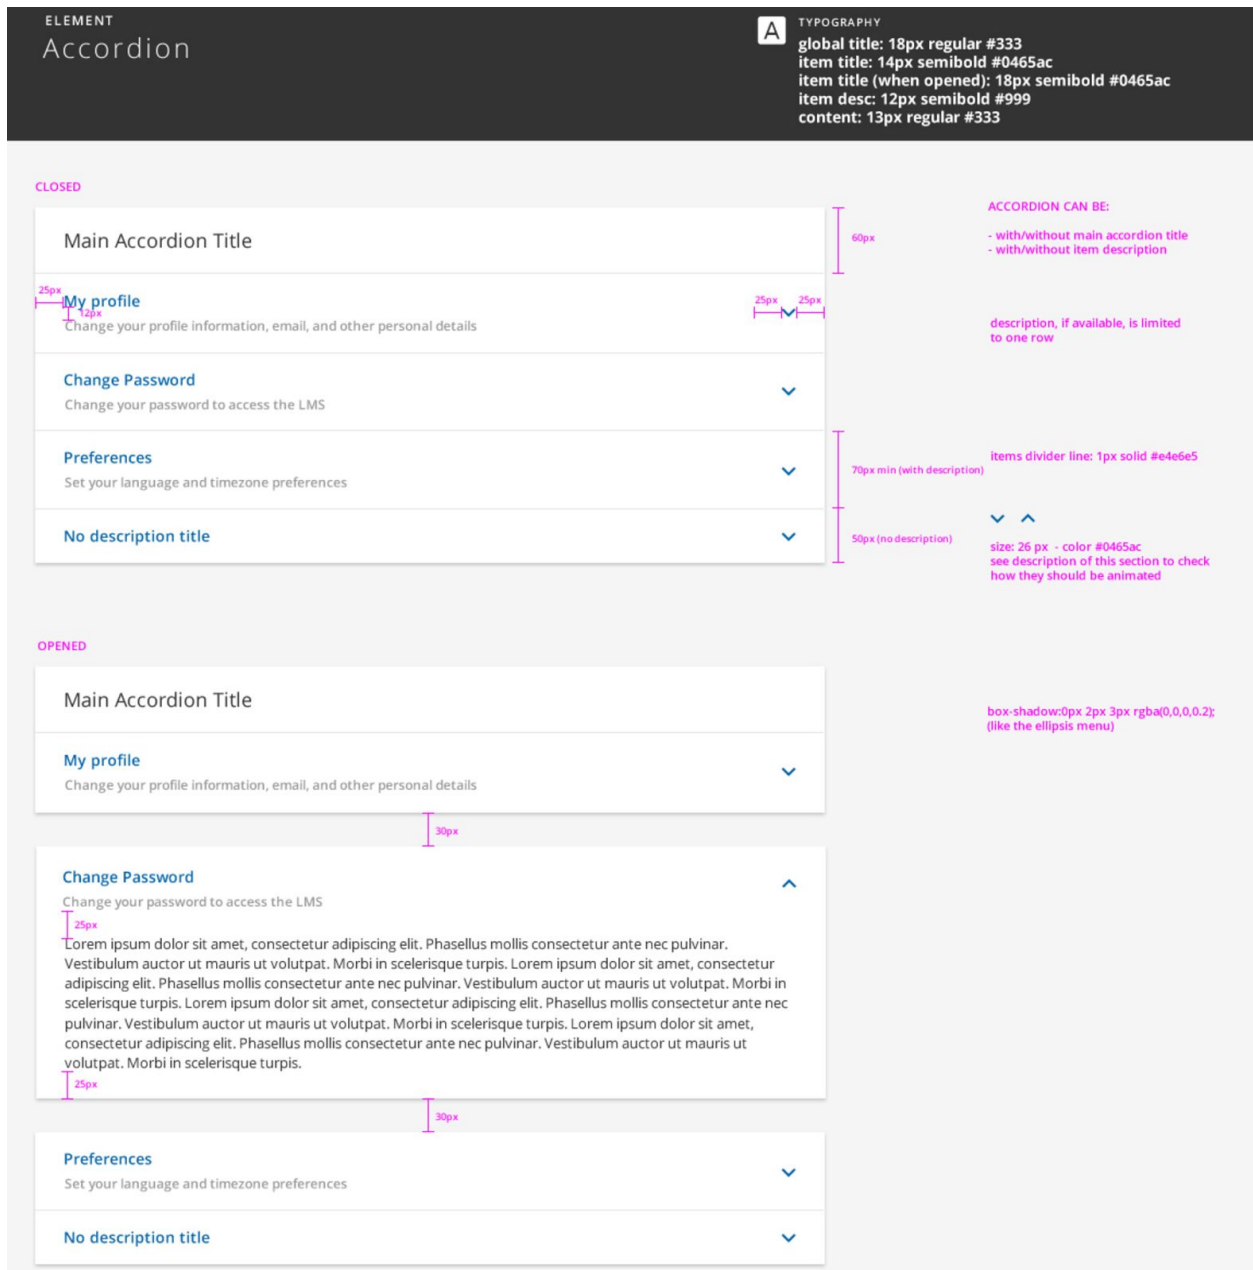 ELEMENT
Accordion
A
TYPOGRAPHY
global title: 18px regular #333
item title: 14px semibold #0465ac
item title (when opened): 18px semibold #0465ac
item desc: 12px semibold #999
content: 13px regular #333
CLOSED
Main Accordion Title
60px
ACCORDION CAN BE:
- with/without main accordion title
- with/without item description
25px
My profile
12px
Change your profile information, email, and other personal details
25px
25px
description, if available, is limited
to one row
Change Password
Change your password to access the LMS
Preferences
Set your language and timezone preferences
70px min (with description)
items divider line: 1px solid #e4e6e5
No description title
50px (no description)
size: 26 px - color #0465ac
see description of this section to check
how they should be animated
OPENED
Main Accordion Title
box-shadow:0px 2px 3px rgba(0,0,0,0.2);
(like the ellipsis menu)
My profile
Change your profile information, email, and other personal details
30px
Change Password
Change your password to access the LMS
25px
Lorem ipsum dolor sit amet, consectetur adipiscing elit. Phasellus mollis consectetur ante nec pulvinar.
Vestibulum auctor ut mauris ut volutpat. Morbi in scelerisque turpis. Lorem ipsum dolor sit amet, consectetur
adipiscing elit. Phasellus mollis consectetur ante nec pulvinar. Vestibulum auctor ut mauris ut volutpat. Morbi in
scelerisque turpis. Lorem ipsum dolor sit amet, consectetur adipiscing elit. Phasellus mollis consectetur ante nec
pulvinar. Vestibulum auctor ut mauris ut volutpat. Morbi in scelerisque turpis. Lorem ipsum dolor sit amet,
consectetur adipiscing elit. Phasellus mollis consectetur ante nec pulvinar. Vestibulum auctor ut mauris ut
volutpat. Morbi in scelerisque turpis.
25px
30px
Preferences
Set your language and timezone preferences
No description title